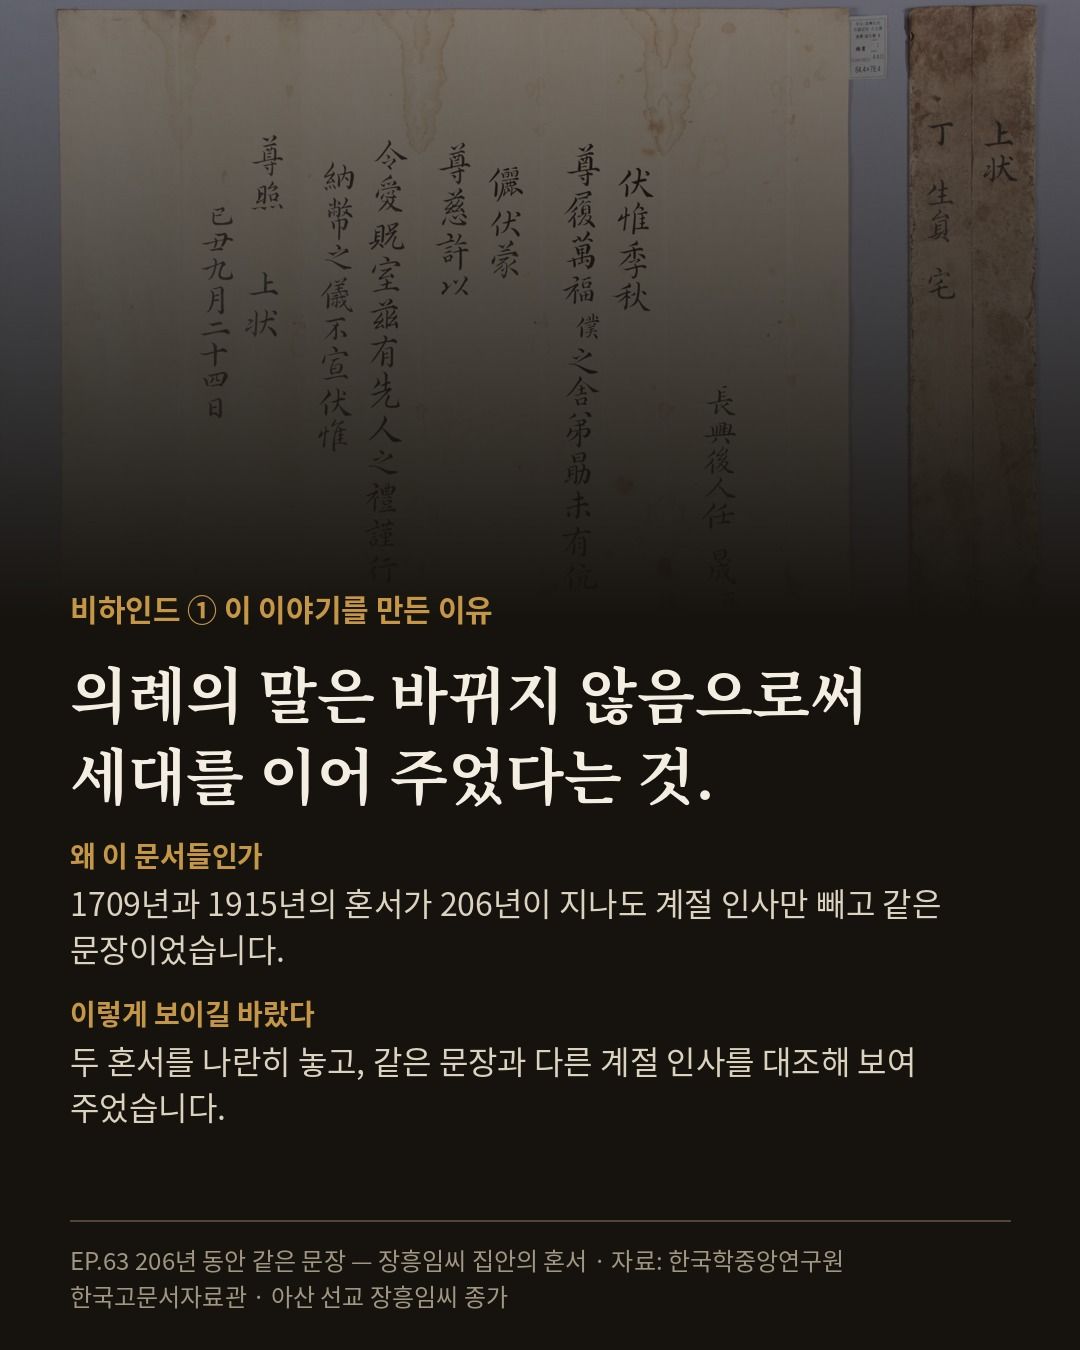 上状
丁 生員 宅
長興後人任 晟
伏惟季秋
尊履萬福僕之舍弟勗未有伉
儷伏蒙
尊慈許以
令愛貺室茲有先人之禮謹行
納幣之儀不宣伏惟
尊照 上状
己丑九月二十四日
비하인드 ① 이 이야기를 만든 이유
의례의 말은 바뀌지 않음으로써
세대를 이어 주었다는 것.
왜 이 문서들인가
1709년과 1915년의 혼서가 206년이 지나도 계절 인사만 빼고 같은
문장이었습니다.
이렇게 보이길 바랐다
두 혼서를 나란히 놓고, 같은 문장과 다른 계절 인사를 대조해 보여
주었습니다.
EP.63 206년 동안 같은 문장 — 장흥임씨 집안의 혼서 · 자료: 한국학중앙연구원
한국고문서자료관 · 아산 선교 장흥임씨 종가